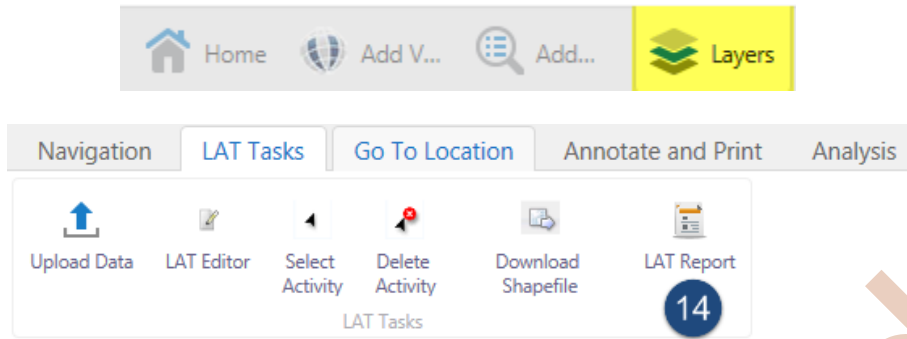 Home Add V... Add... Layers
Navigation LAT Tasks Go To Location Annotate and Print Analysis
Upload Data LAT Editor Select Activity Delete Activity Download Shapefile LAT Report
14
LAT Tasks